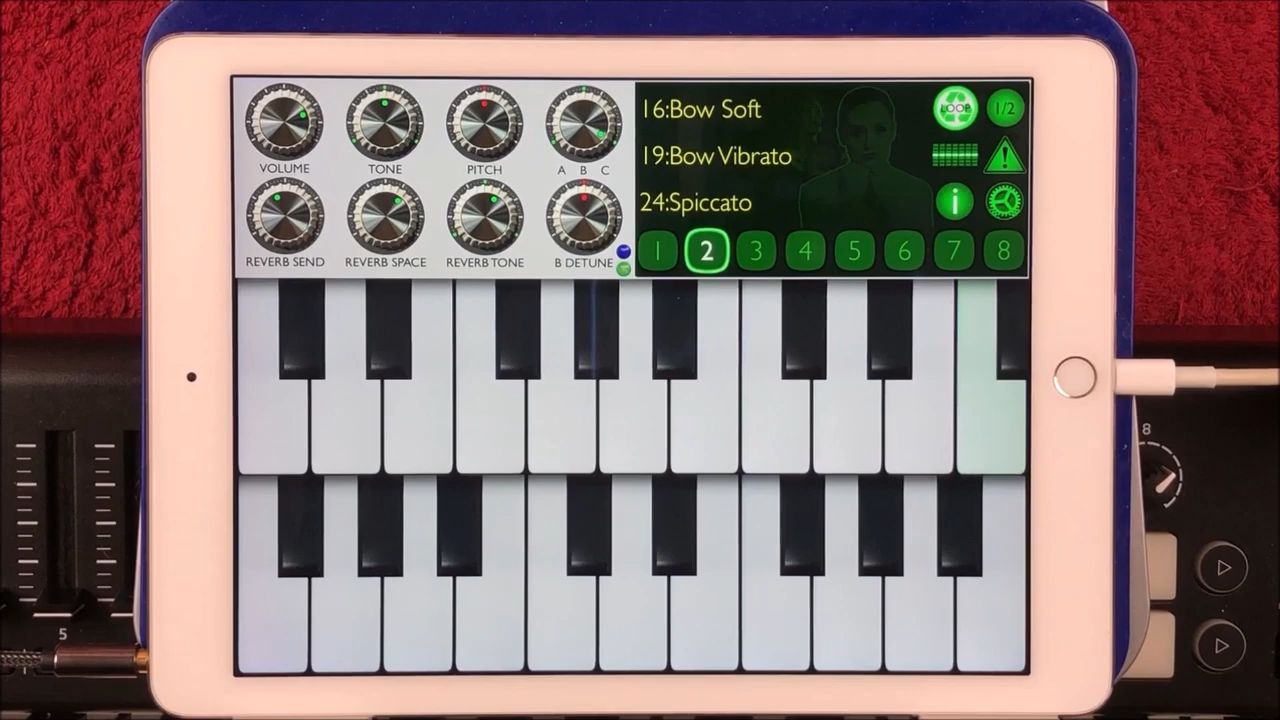 VOLUME TONE PITCH A B C
REVERB SEND REVERB SPACE REVERB TONE B DETUNE
16:Bow Soft
LOOP 1/2
19:Bow Vibrato
!
24:Spiccato
i
1 2 3 4 5 6 7 8
8
5